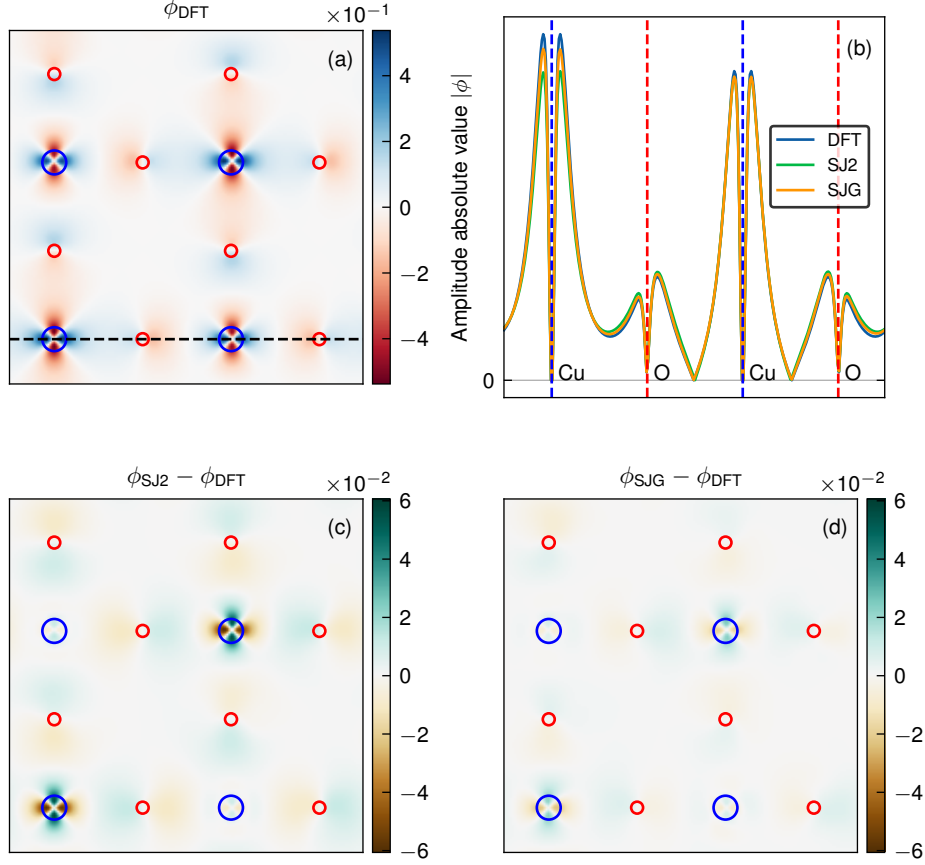 ϕDFT
×10⁻¹
(a)
4
2
0
−2
−4
Amplitude absolute value |ϕ|
(b)
DFT
SJ2
SJG
0
Cu
O
Cu
O
ϕSJ2 − ϕDFT
×10⁻²
(c)
6
4
2
0
−2
−4
−6
ϕSJG − ϕDFT
×10⁻²
(d)
6
4
2
0
−2
−4
−6